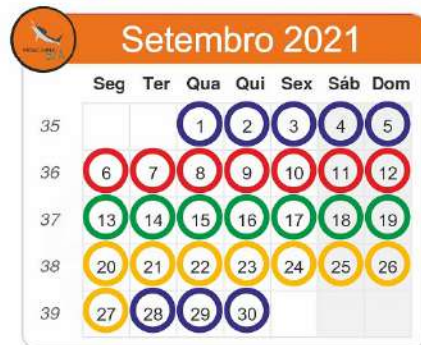 Setembro 2021
Seg Ter Qua Qui Sex Sáb Dom
35 1 2 3 4 5
36 6 7 8 9 10 11 12
37 13 14 15 16 17 18 19
38 20 21 22 23 24 25 26
39 27 28 29 30